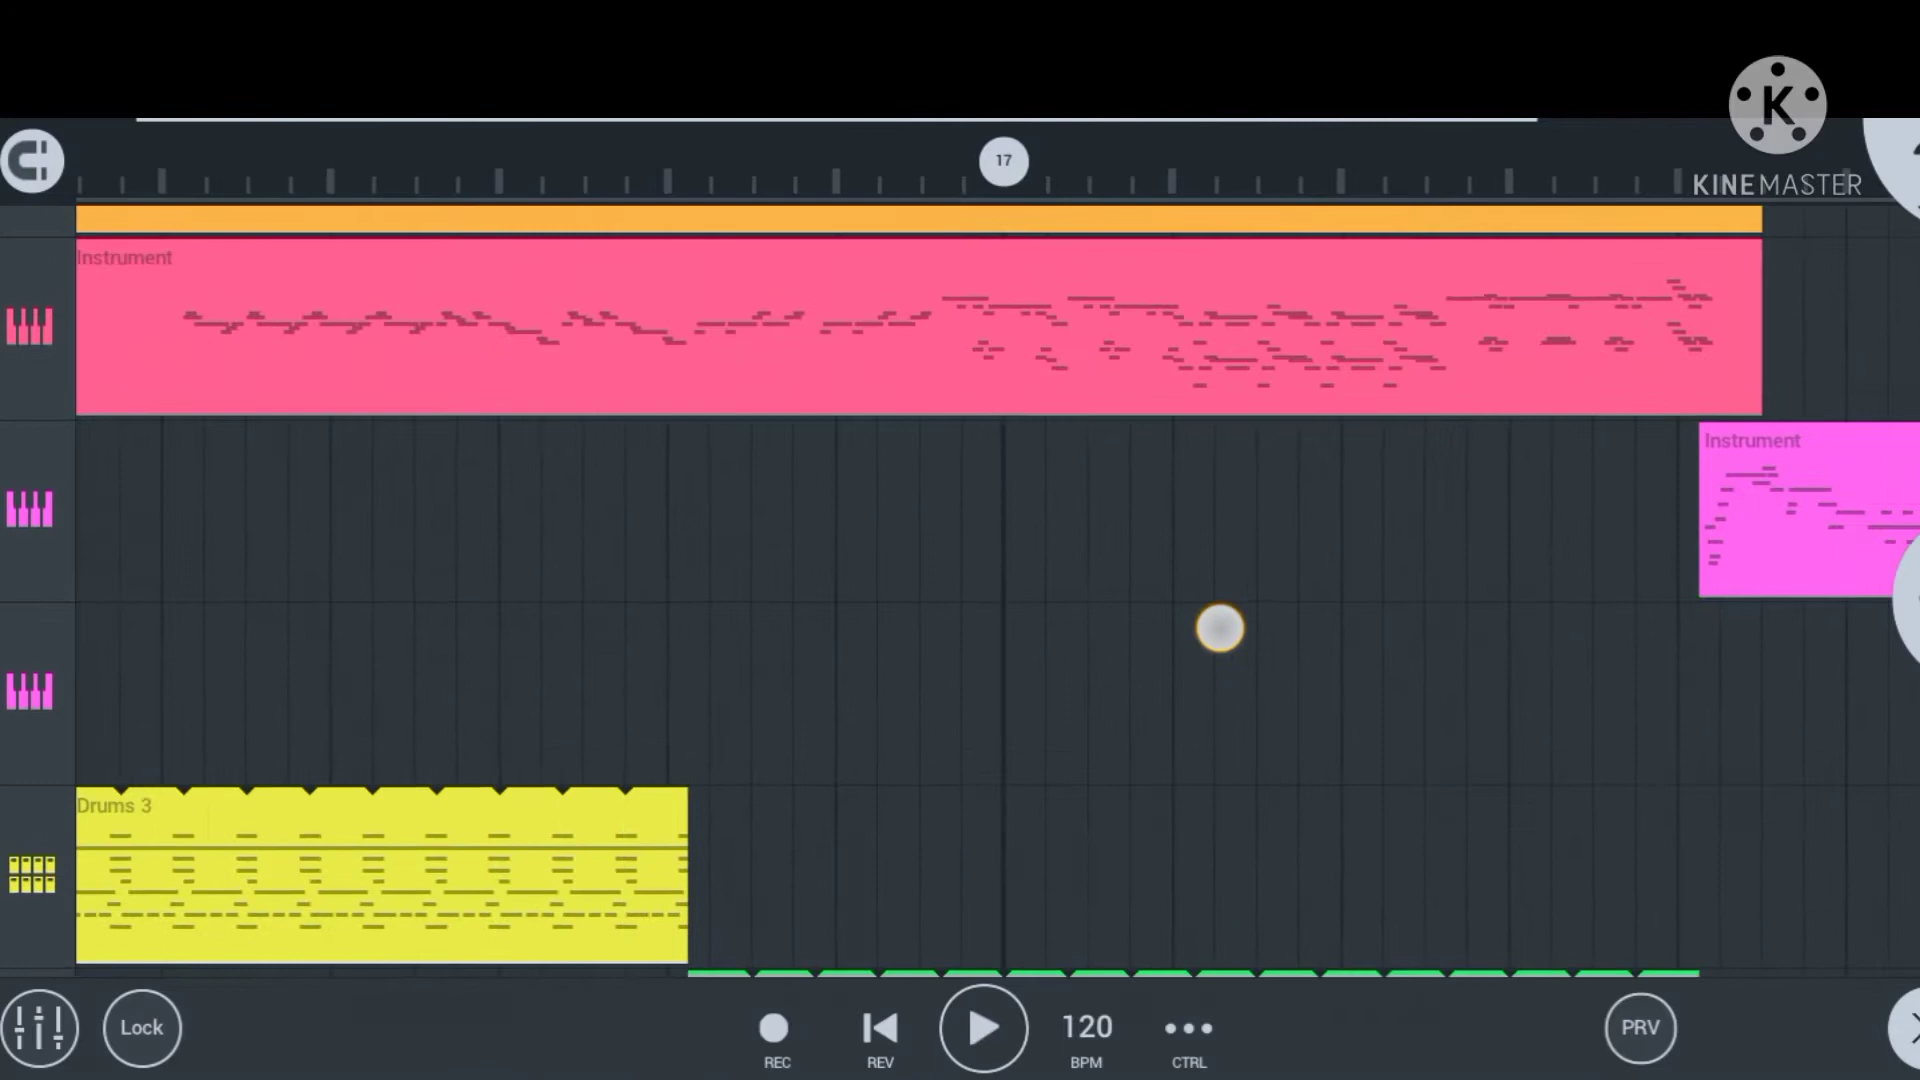 17
K
KINEMASTER
Instrument
Instrument
Drums 3
Lock
REC
REV
120
BPM
CTRL
PRV